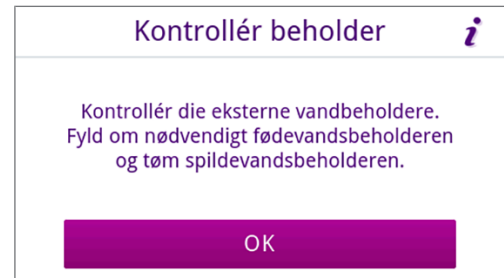 Kontrollér beholder i
Kontrollér die eksterne vandbeholdere.
Fyld om nødvendigt fødevandsbeholderen
og tøm spildevandsbeholderen.
OK